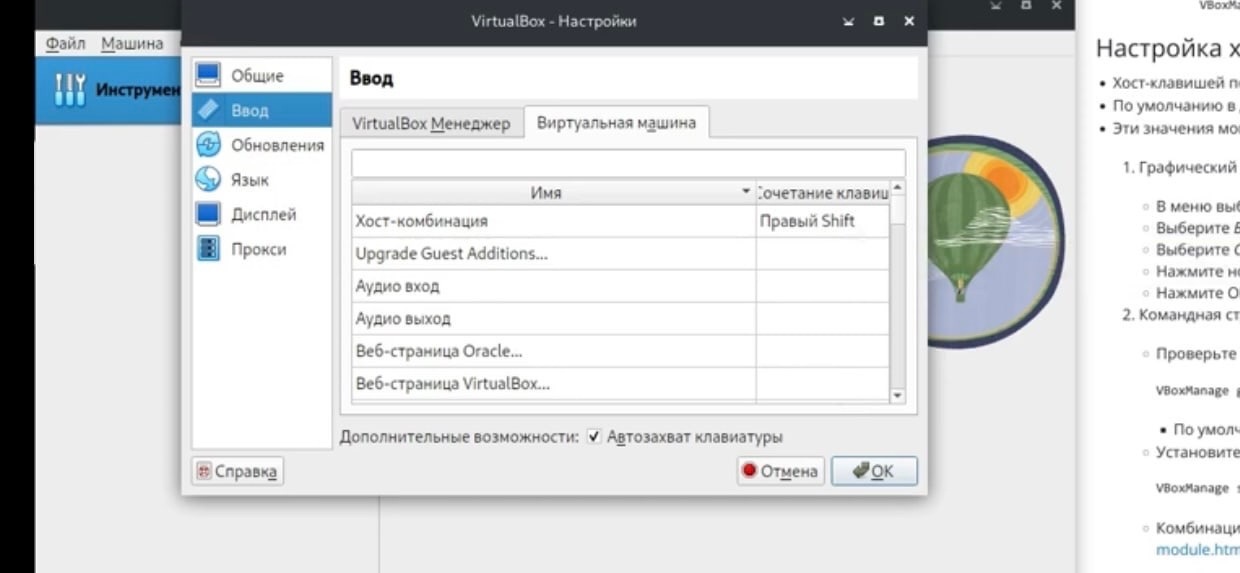 VirtualBox - Настройки
Файл Машина
Инструмен
Общие
Ввод
Обновления
Язык
Дисплей
Прокси
Ввод
VirtualBox Менеджер
Виртуальная машина
Имя
Сочетание клавиш
Хост-комбинация
Правый Shift
Upgrade Guest Additions...
Аудио вход
Аудио выход
Веб-страница Oracle...
Веб-страница VirtualBox...
Дополнительные возможности: Автозахват клавиатуры
Справка
Отмена
OK
VBoxMa
Настройка х
• Хост-клавишей п
• По умолчанию в
• Эти значения мо
1. Графический
◦ В меню выб
◦ Выберите
◦ Выберите
◦ Нажмите
◦ Нажмите O
2. Командная ст
◦ Проверьте
VBoxManage g
▪ По умолч
◦ Установите
VBoxManage s
◦ Комбинаци
module.htm